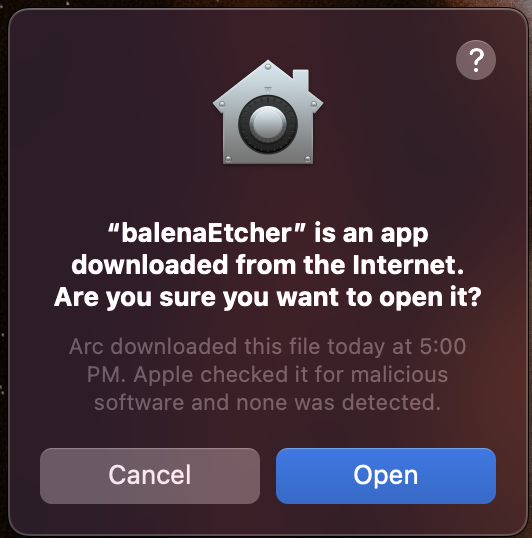 ?
“balenaEtcher” is an app
downloaded from the Internet.
Are you sure you want to open it?
Arc downloaded this file today at 5:00
PM. Apple checked it for malicious
software and none was detected.
Cancel
Open